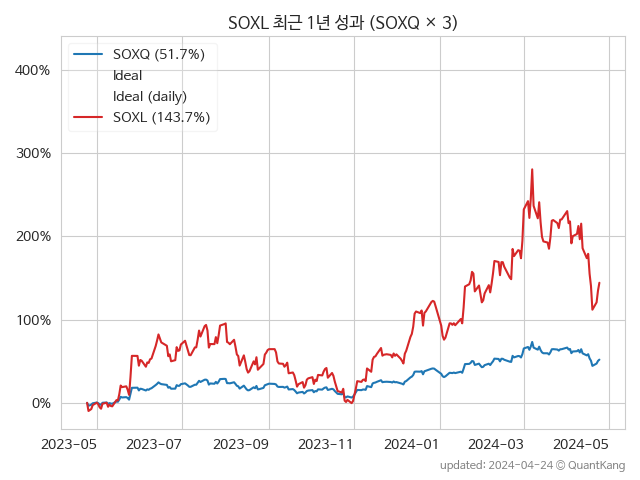 SOXL 최근 1년 성과 (SOXQ × 3)
SOXQ (51.7%)
Ideal
Ideal (daily)
SOXL (143.7%)
400%
300%
200%
100%
0%
2023-05 2023-07 2023-09 2023-11 2024-01 2024-03 2024-05
updated: 2024-04-24 © QuantKang